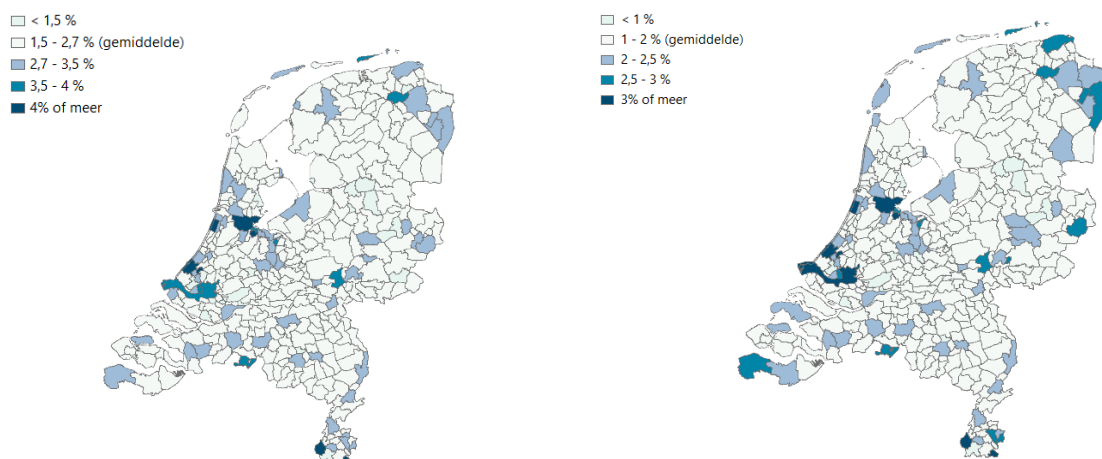 < 1,5 %
1,5 - 2,7 % (gemiddelde)
2,7 - 3,5 %
3,5 - 4 %
4% of meer
< 1 %
1 - 2 % (gemiddelde)
2 - 2,5 %
2,5 - 3 %
3% of meer